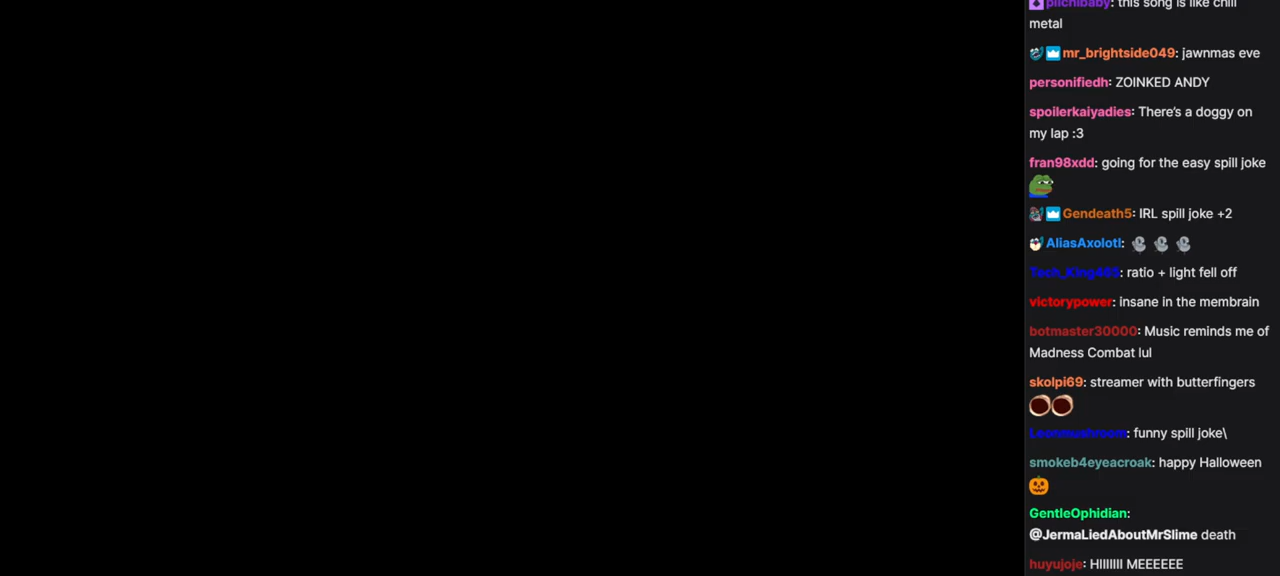 piichibaby: this song is like chill
metal
mr_brightside049: jawnmas eve
personifiedh: ZOINKED ANDY
spoilerkaiyadies: There's a doggy on
my lap :3
fran98xdd: going for the easy spill joke
Gendeath5: IRL spill joke +2
AliasAxolotl:
Tech_King465: ratio + light fell off
victorypower: insane in the membrain
botmaster30000: Music reminds me of
Madness Combat lul
skolpi69: streamer with butterfingers
Leonmushroom: funny spill joke\
smokeb4eyeacroak: happy Halloween
GentleOphidian:
@JermaLiedAboutMrSlime death
huyujoje: HIIIIIII MEEEEEE